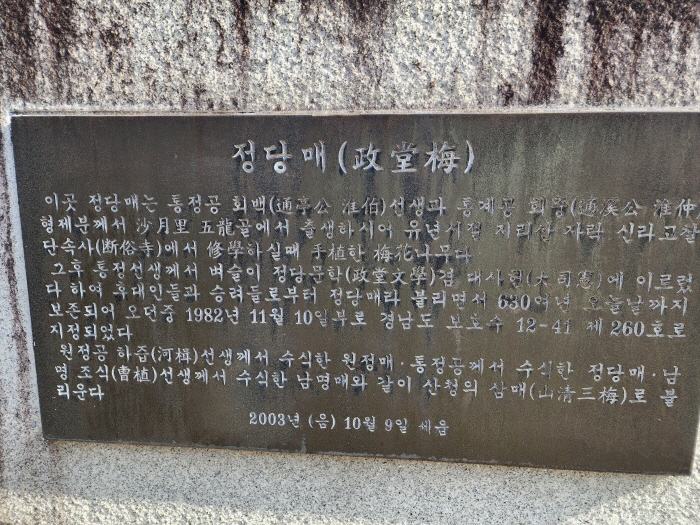 정당매(政堂梅)
이곳 정당매는 통정공 회백(通亭公 淮伯)선생과 통계공 회중(通溪公 淮仲
형제분께서 沙月里 五龍골에서 출생하시어 유년시절 지리산 자락 신라고찰
단속사(断俗寺)에서 修學하실때 手植한 梅花나무다
그후 통정선생께서 벼슬이 정당문학(政堂文學)겸 대사헌(大司憲)에 이르렀
다 하여 후대인들과 승려들로부터 정당매라 불리면서 630여년 오늘날까지
보존되어 오던중 1982년 11월 10일부로 경남도 보호수 12-41 제260호로
지정되었다
원정공 하즙(河楫)선생께서 수식한 원정매·통정공께서 수식한 정당매·남
명 조식(曺植)선생께서 수식한 남명매와 같이 산청의 삼매(山清三梅)로 불
리운다
2003년 (음) 10월 9일 세움